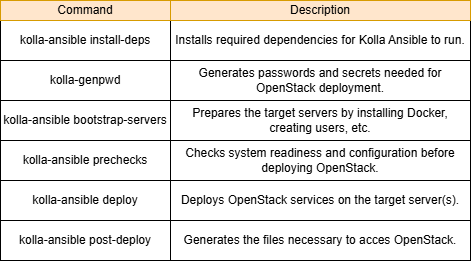 Command Description
kolla-ansible install-deps Installs required dependencies for Kolla Ansible to run.
kolla-genpwd Generates passwords and secrets needed for
OpenStack deployment.
kolla-ansible bootstrap-servers Prepares the target servers by installing Docker,
creating users, etc.
kolla-ansible prechecks Checks system readiness and configuration before
deploying OpenStack.
kolla-ansible deploy Deploys OpenStack services on the target server(s).
kolla-ansible post-deploy Generates the files necessary to acces OpenStack.